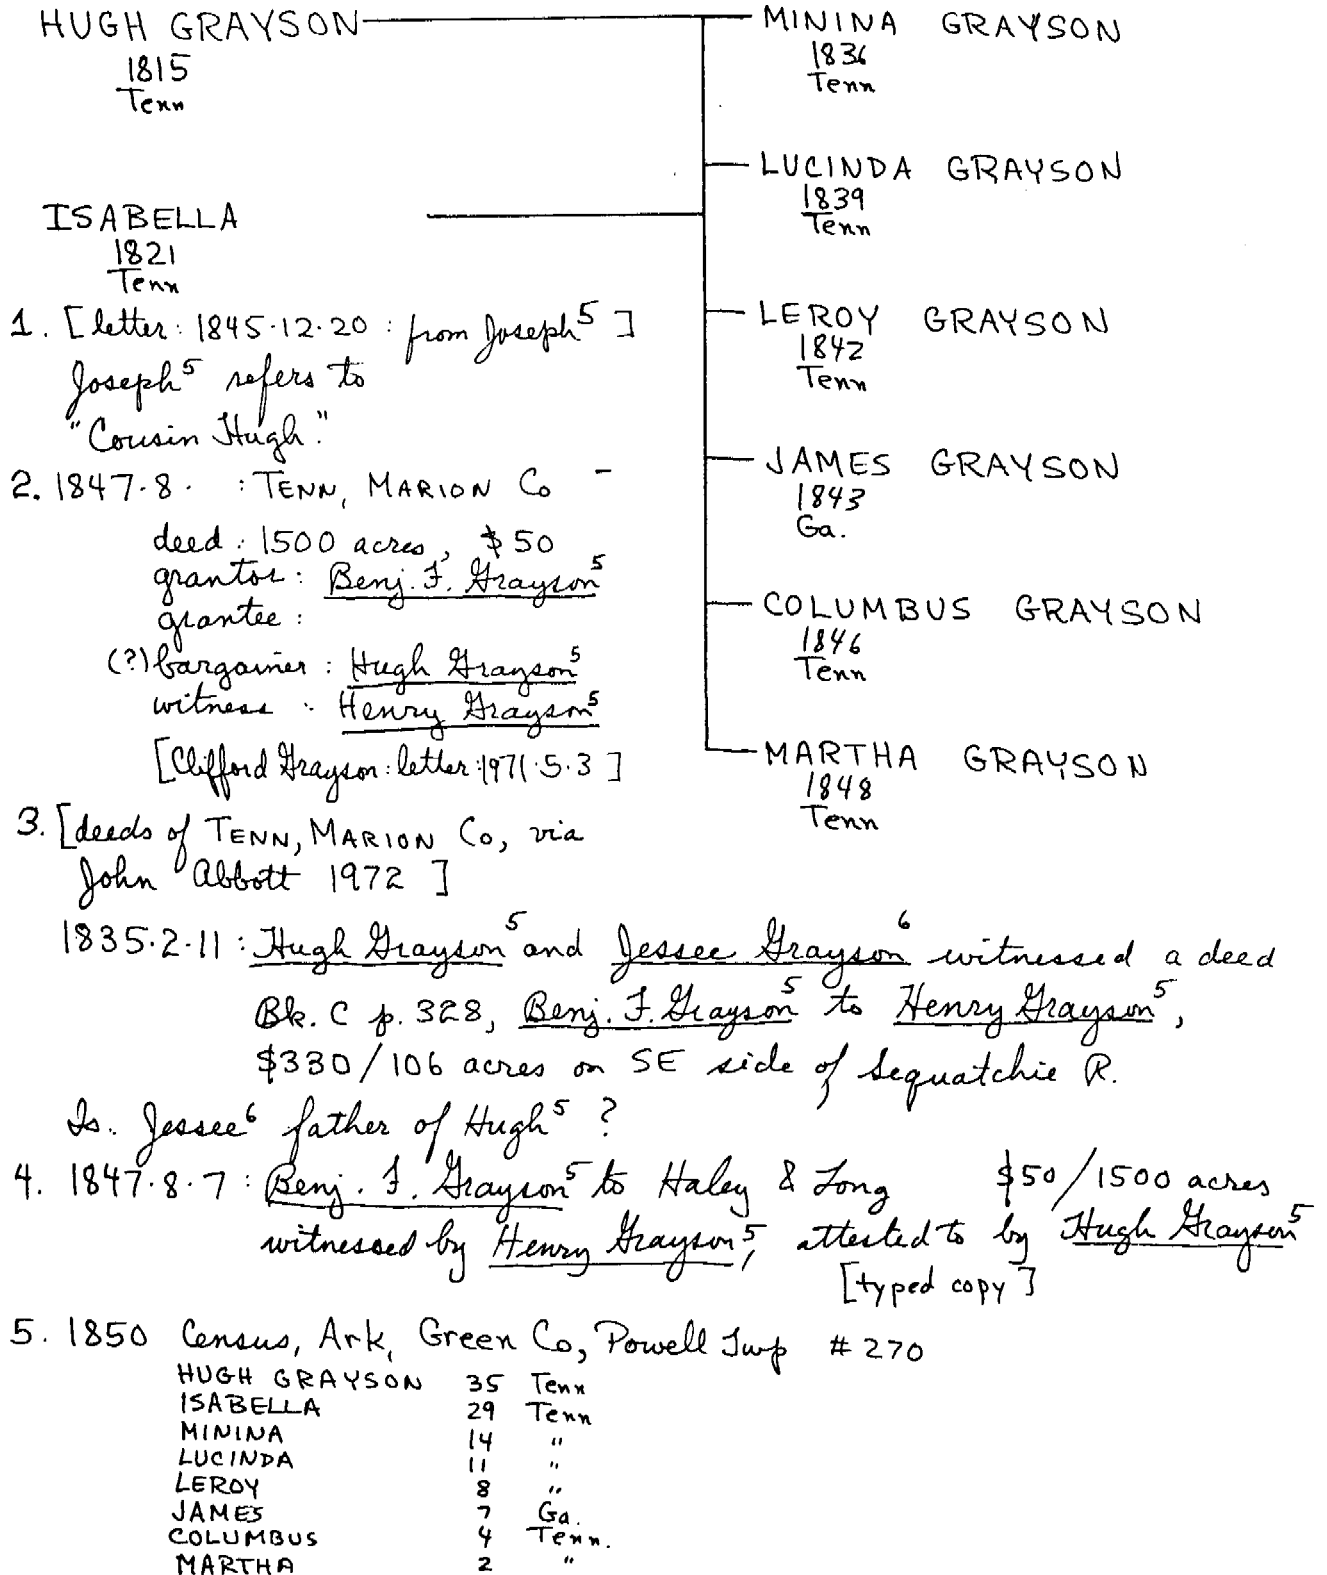 HUGH GRAYSON
1815
Tenn
ISABELLA
1821
Tenn
MININA GRAYSON
1836
Tenn
LUCINDA GRAYSON
1839
Tenn
LEROY GRAYSON
1842
Tenn
JAMES GRAYSON
1843
Ga.
COLUMBUS GRAYSON
1846
Tenn
MARTHA GRAYSON
1848
Tenn
1. [letter: 1845.12.20 : from Joseph⁵ ]
Joseph⁵ refers to
"Cousin Hugh."
2. 1847.8. : TENN, MARION Co -
deed : 1500 acres, $50
grantor : Benj. F. Grayson⁵
grantee :
(?) bargainer : Hugh Grayson⁵
witness : Henry Grayson⁵
[Clifford Grayson: letter: 1971.5.3 ]
3. [deeds of TENN, MARION Co, via
John Abbott 1972 ]
1835.2.11 : Hugh Grayson⁵ and Jessee Grayson⁶ witnessed a deed
Bk. C p. 328, Benj. F. Grayson⁵ to Henry Grayson⁵,
$330/106 acres on SE side of Sequatchie R.
Is Jessee⁶ father of Hugh⁵ ?
4. 1847.8.7 : Benj. F. Grayson⁵ to Haley & Long $50/1500 acres
witnessed by Henry Grayson⁵, attested to by Hugh Grayson⁵
[typed copy]
5. 1850 Census, Ark, Green Co, Powell Twp # 270
HUGH GRAYSON 35 Tenn
ISABELLA 29 Tenn
MININA 14 "
LUCINDA 11 "
LEROY 8 "
JAMES 7 Ga.
COLUMBUS 4 Tenn.
MARTHA 2 "